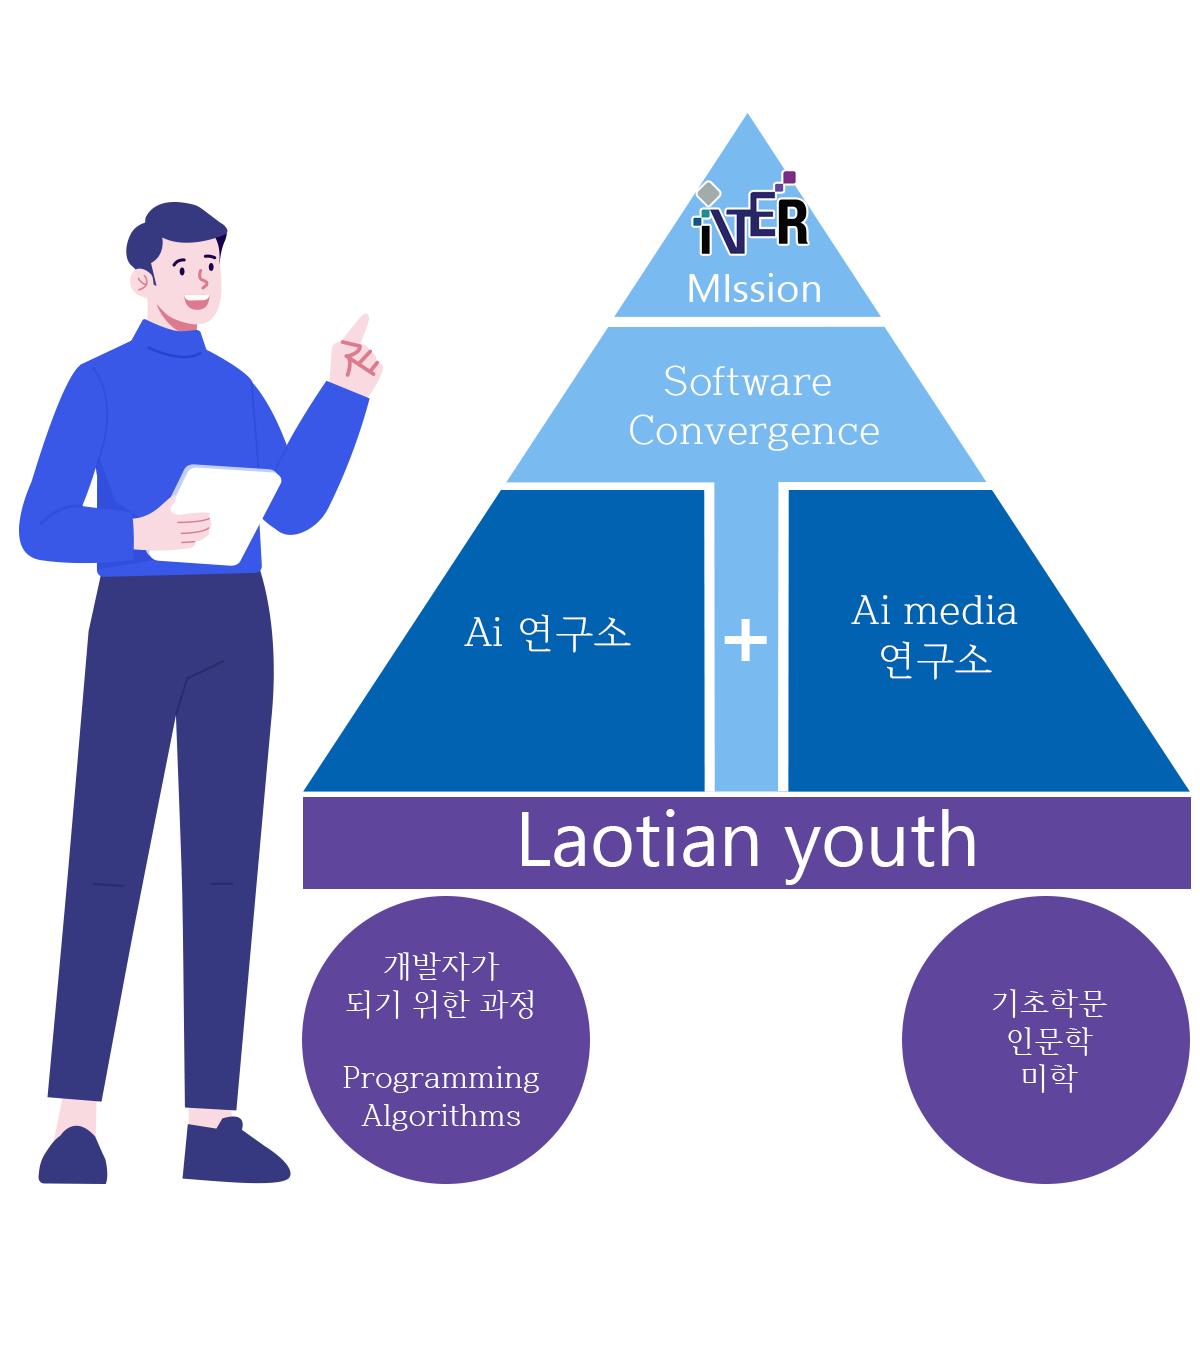 iNTER
MIssion
Software
Convergence
Ai 연구소
+
Ai media
연구소
Laotian youth
개발자가
되기 위한 과정
Programming
Algorithms
기초학문
인문학
미학